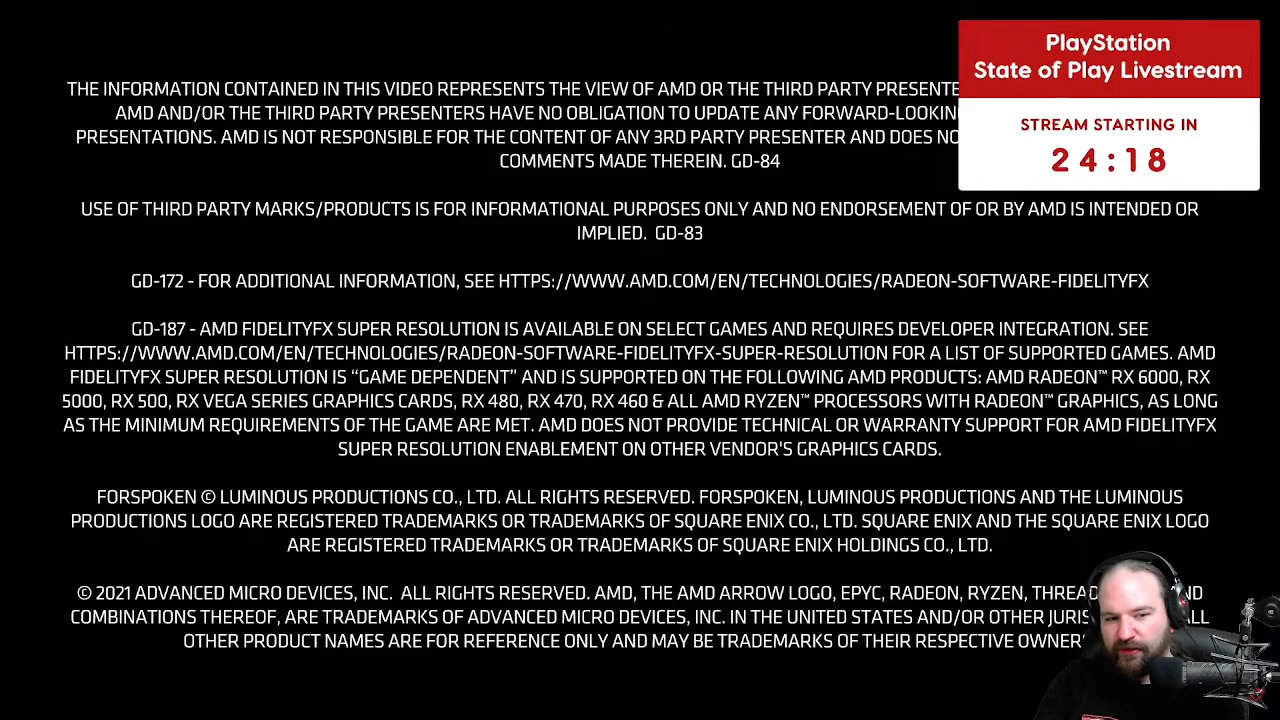 PlayStation
State of Play Livestream
STREAM STARTING IN
24:18
THE INFORMATION CONTAINED IN THIS VIDEO REPRESENTS THE VIEW OF AMD OR THE THIRD PARTY
AMD AND/OR THE THIRD PARTY PRESENTERS HAVE NO OBLIGATION TO UPDATE ANY
PRESENTATIONS. AMD IS NOT RESPONSIBLE FOR THE CONTENT OF ANY 3RD PARTY PRESENTER AND DOES
COMMENTS MADE THEREIN. GD-84
USE OF THIRD PARTY MARKS/PRODUCTS IS FOR INFORMATIONAL PURPOSES ONLY AND NO ENDORSEMENT OF OR BY AMD IS INTENDED OR
IMPLIED. GD-83
GD-172 - FOR ADDITIONAL INFORMATION, SEE HTTPS://WWW.AMD.COM/EN/TECHNOLOGIES/RADEON-SOFTWARE-FIDELITYFX
GD-187 - AMD FIDELITYFX SUPER RESOLUTION IS AVAILABLE ON SELECT GAMES AND REQUIRES DEVELOPER INTEGRATION. SEE
HTTPS://WWW.AMD.COM/EN/TECHNOLOGIES/RADEON-SOFTWARE-FIDELITYFX-SUPER-RESOLUTION FOR A LIST OF SUPPORTED GAMES. AMD
FIDELITYFX SUPER RESOLUTION IS “GAME DEPENDENT” AND IS SUPPORTED ON THE FOLLOWING AMD PRODUCTS: AMD RADEON™ RX 6000, RX
5000, RX 500, RX VEGA SERIES GRAPHICS CARDS, RX 480, RX 470, RX 460 & ALL AMD RYZEN™ PROCESSORS WITH RADEON™ GRAPHICS, AS LONG
AS THE MINIMUM REQUIREMENTS OF THE GAME ARE MET. AMD DOES NOT PROVIDE TECHNICAL OR WARRANTY SUPPORT FOR AMD FIDELITYFX
SUPER RESOLUTION ENABLEMENT ON OTHER VENDOR'S GRAPHICS CARDS.
FORSPOKEN © LUMINOUS PRODUCTIONS CO., LTD. ALL RIGHTS RESERVED. FORSPOKEN, LUMINOUS PRODUCTIONS AND THE LUMINOUS
PRODUCTIONS LOGO ARE REGISTERED TRADEMARKS OR TRADEMARKS OF SQUARE ENIX CO., LTD. SQUARE ENIX AND THE SQUARE ENIX LOGO
ARE REGISTERED TRADEMARKS OR TRADEMARKS OF SQUARE ENIX HOLDINGS CO., LTD.
© 2021 ADVANCED MICRO DEVICES, INC. ALL RIGHTS RESERVED. AMD, THE AMD ARROW LOGO, EPYC, RADEON, RYZEN,
COMBINATIONS THEREOF, ARE TRADEMARKS OF ADVANCED MICRO DEVICES, INC. IN THE UNITED STATES AND/OR OTHER
OTHER PRODUCT NAMES ARE FOR REFERENCE ONLY AND MAY BE TRADEMARKS OF THEIR RESPECTIVE